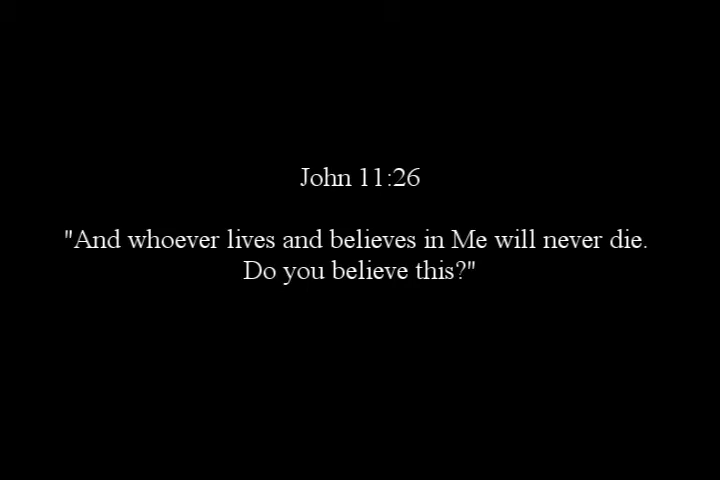 John 11:26
"And whoever lives and believes in Me will never die.
Do you believe this?"